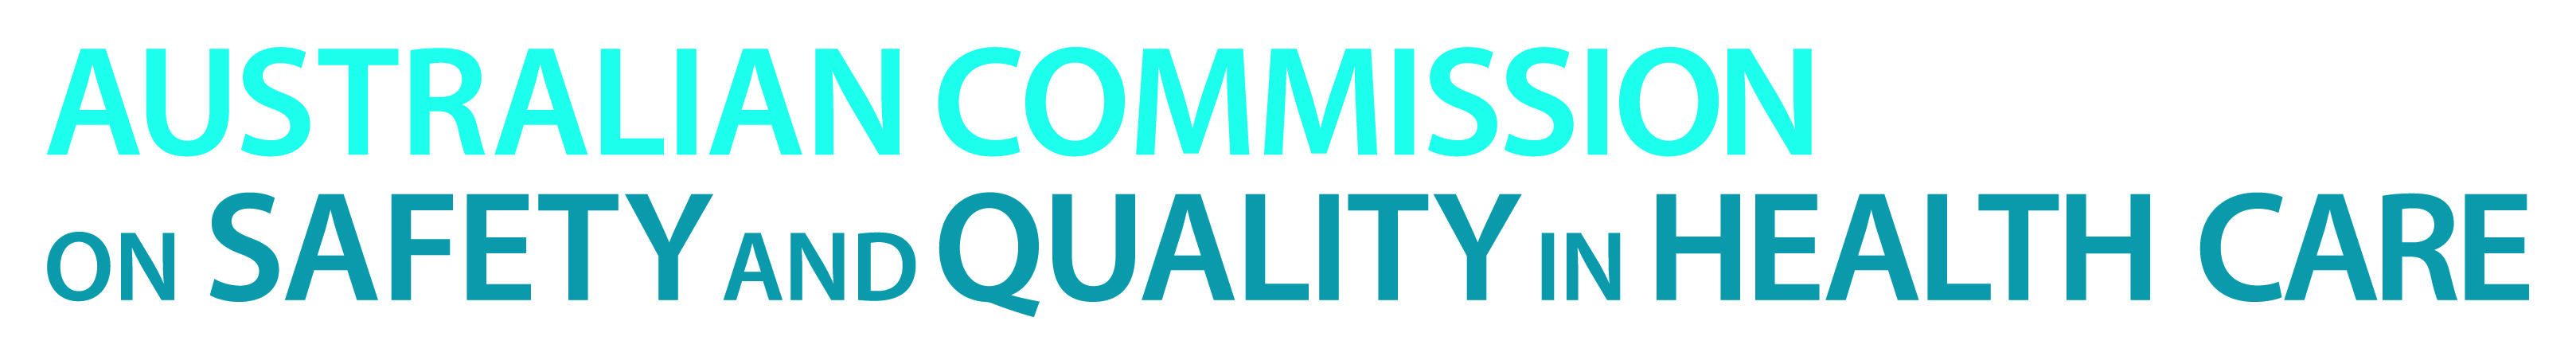 AUSTRALIAN COMMISSION
ON SAFETY AND QUALITY IN HEALTH CARE